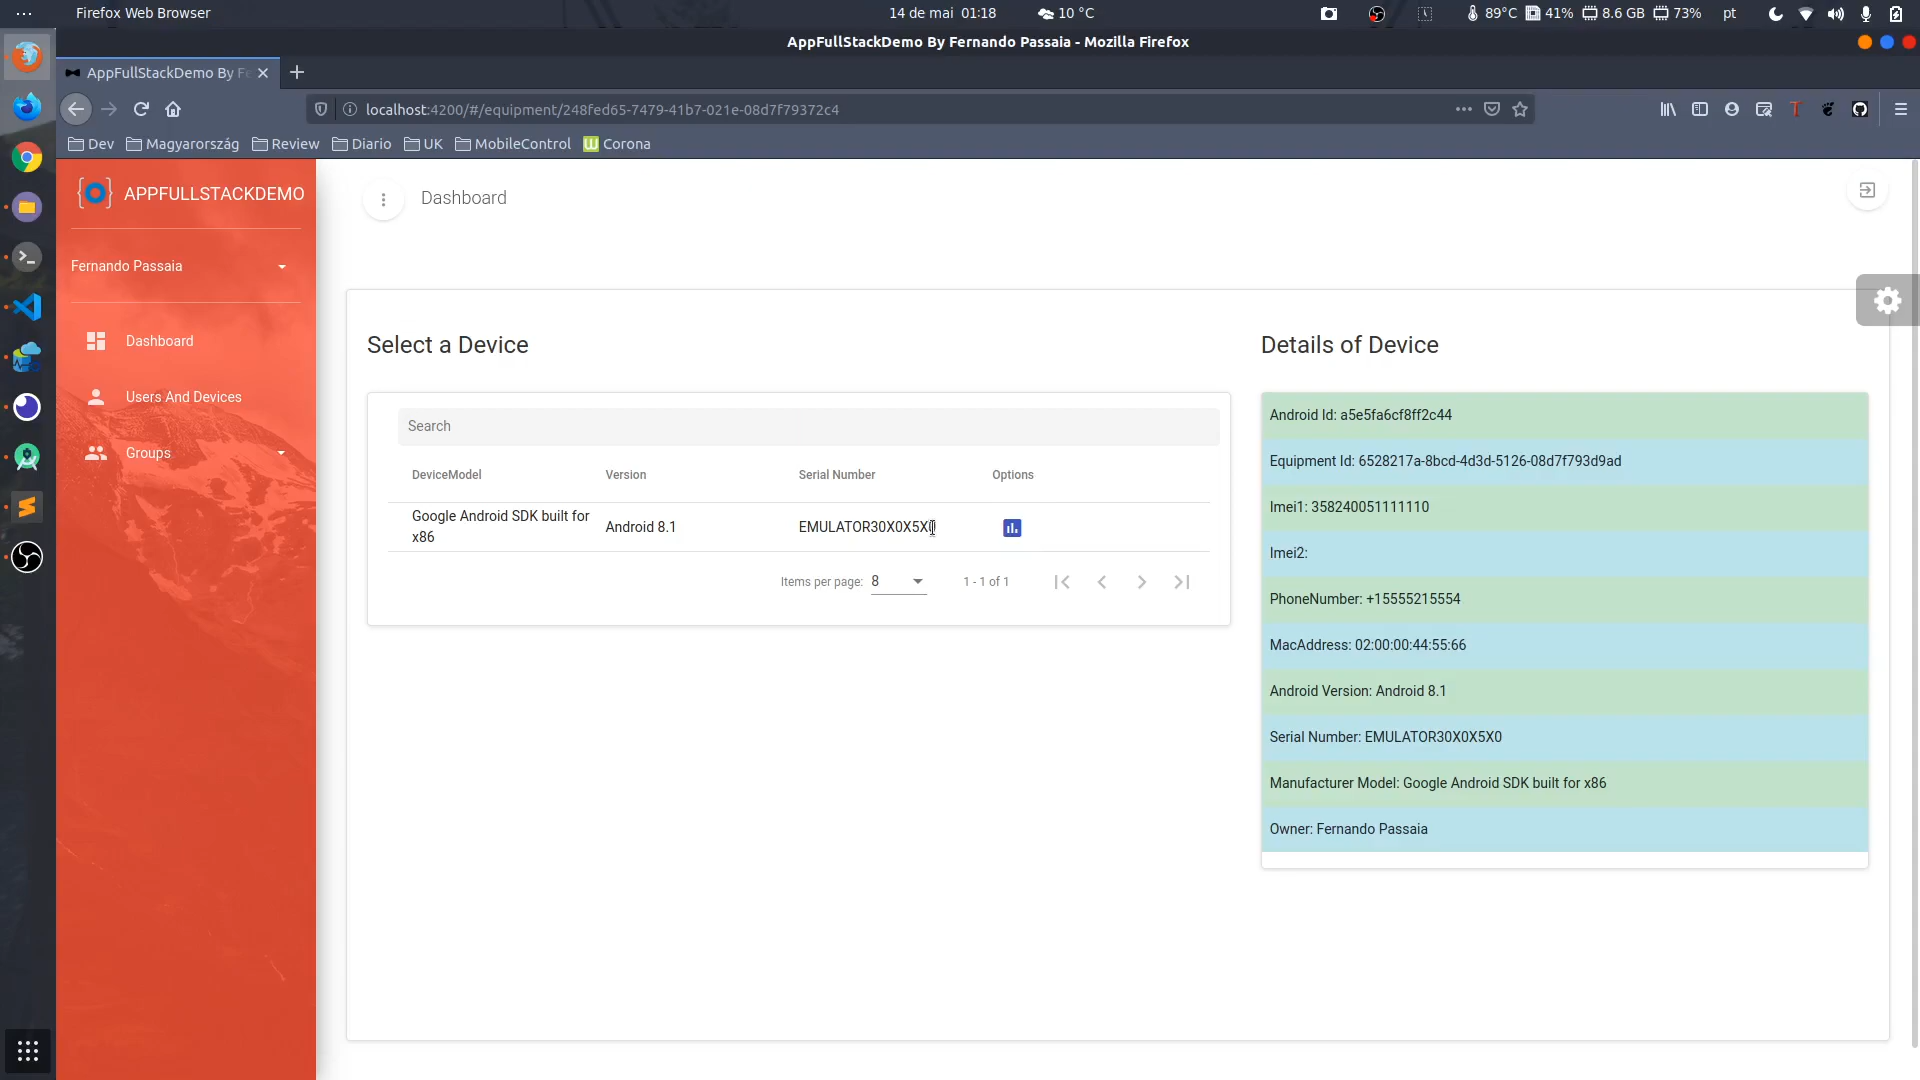 Firefox Web Browser
14 de mai 01:18
10 °C
89°C
41%
8.6 GB
73%
pt
AppFullStackDemo By Fernando Passaia - Mozilla Firefox
AppFullStackDemo By Fe
localhost:4200/#/equipment/248fed65-7479-41b7-021e-08d7f79372c4
Dev
Magyarország
Review
Diario
UK
MobileControl
Corona
APPFULLSTACKDEMO
Dashboard
Fernando Passaia
Dashboard
Users And Devices
Groups
Select a Device
Search
DeviceModel
Version
Serial Number
Options
Google Android SDK built for
x86
Android 8.1
EMULATOR30X0X5X0
Items per page: 8
1 - 1 of 1
Details of Device
Android Id: a5e5fa6cf8ff2c44
Equipment Id: 6528217a-8bcd-4d3d-5126-08d7f793d9ad
Imei1: 358240051111110
Imei2:
PhoneNumber: +15555215554
MacAddress: 02:00:00:44:55:66
Android Version: Android 8.1
Serial Number: EMULATOR30X0X5X0
Manufacturer Model: Google Android SDK built for x86
Owner: Fernando Passaia